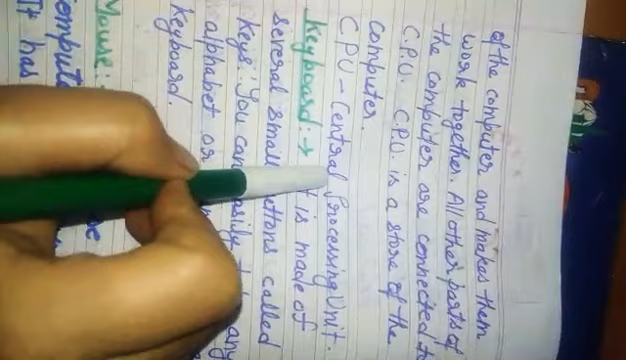 of the computer and makes them
work together. All other parts of
the computer are connected to
C.P.U. C.P.U. is a store of the
computer.
C.P.U - Central Processing Unit.
Keyboard : → is made of
several small called
Keys. You can any
alphabet or
Keyboard.
Mouse :
It has